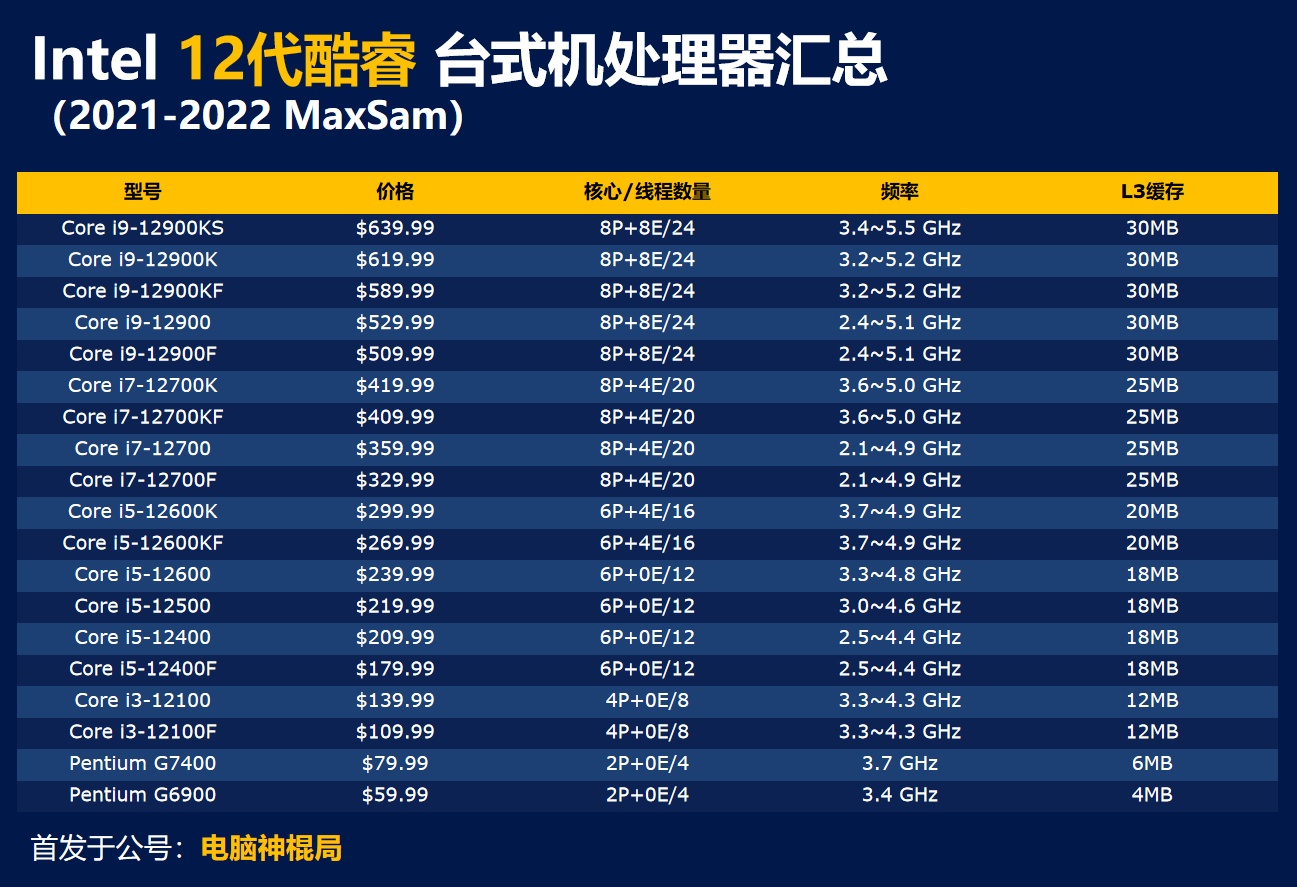 Intel 12代酷睿 台式机处理器汇总
(2021-2022 MaxSam)
型号 价格 核心/线程数量 频率 L3缓存
Core i9-12900KS $639.99 8P+8E/24 3.4~5.5 GHz 30MB
Core i9-12900K $619.99 8P+8E/24 3.2~5.2 GHz 30MB
Core i9-12900KF $589.99 8P+8E/24 3.2~5.2 GHz 30MB
Core i9-12900 $529.99 8P+8E/24 2.4~5.1 GHz 30MB
Core i9-12900F $509.99 8P+8E/24 2.4~5.1 GHz 30MB
Core i7-12700K $419.99 8P+4E/20 3.6~5.0 GHz 25MB
Core i7-12700KF $409.99 8P+4E/20 3.6~5.0 GHz 25MB
Core i7-12700 $359.99 8P+4E/20 2.1~4.9 GHz 25MB
Core i7-12700F $329.99 8P+4E/20 2.1~4.9 GHz 25MB
Core i5-12600K $299.99 6P+4E/16 3.7~4.9 GHz 20MB
Core i5-12600KF $269.99 6P+4E/16 3.7~4.9 GHz 20MB
Core i5-12600 $239.99 6P+0E/12 3.3~4.8 GHz 18MB
Core i5-12500 $219.99 6P+0E/12 3.0~4.6 GHz 18MB
Core i5-12400 $209.99 6P+0E/12 2.5~4.4 GHz 18MB
Core i5-12400F $179.99 6P+0E/12 2.5~4.4 GHz 18MB
Core i3-12100 $139.99 4P+0E/8 3.3~4.3 GHz 12MB
Core i3-12100F $109.99 4P+0E/8 3.3~4.3 GHz 12MB
Pentium G7400 $79.99 2P+0E/4 3.7 GHz 6MB
Pentium G6900 $59.99 2P+0E/4 3.4 GHz 4MB
首发于公号：电脑神棍局